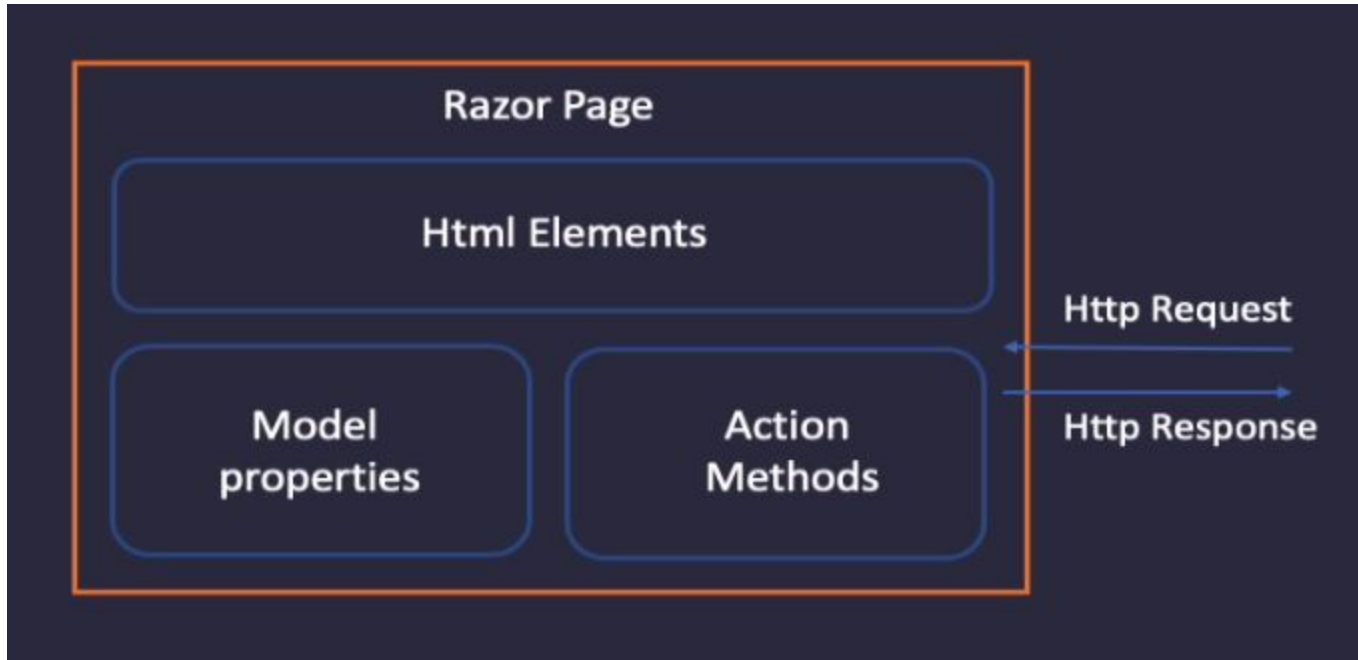 Razor Page
Html Elements
Http Request
Model
properties
Action
Methods
Http Response